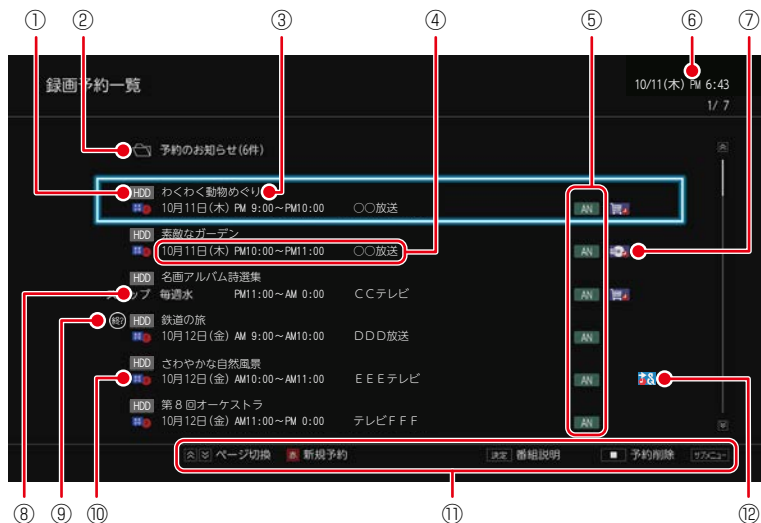 ① ② ③ ④ ⑤ ⑥ ⑦
録画予約一覧
10/11(木) PM 6:43
1/ 7
予約のお知らせ(6件)
HDD わくわく動物めぐり
10月11日(木) PM 9:00～PM10:00 ○○放送 AN
HDD 素敵なガーデン
10月11日(木) PM10:00～PM11:00 ○○放送 AN
HDD 名画アルバム詩選集
毎週水 PM11:00～AM 0:00 CCテレビ AN
終? HDD 鉄道の旅
10月12日(金) AM 9:00～AM10:00 DDD放送 AN
HDD さわやかな自然風景
10月12日(金) AM10:00～AM11:00 EEEテレビ AN
HDD 第8回オーケストラ
10月12日(金) AM11:00～PM 0:00 テレビFFF AN
ページ切換 赤 新規予約 決定 番組説明 ■ 予約削除 サブメニュー
⑧ ⑨ ⑩ ⑪ ⑫